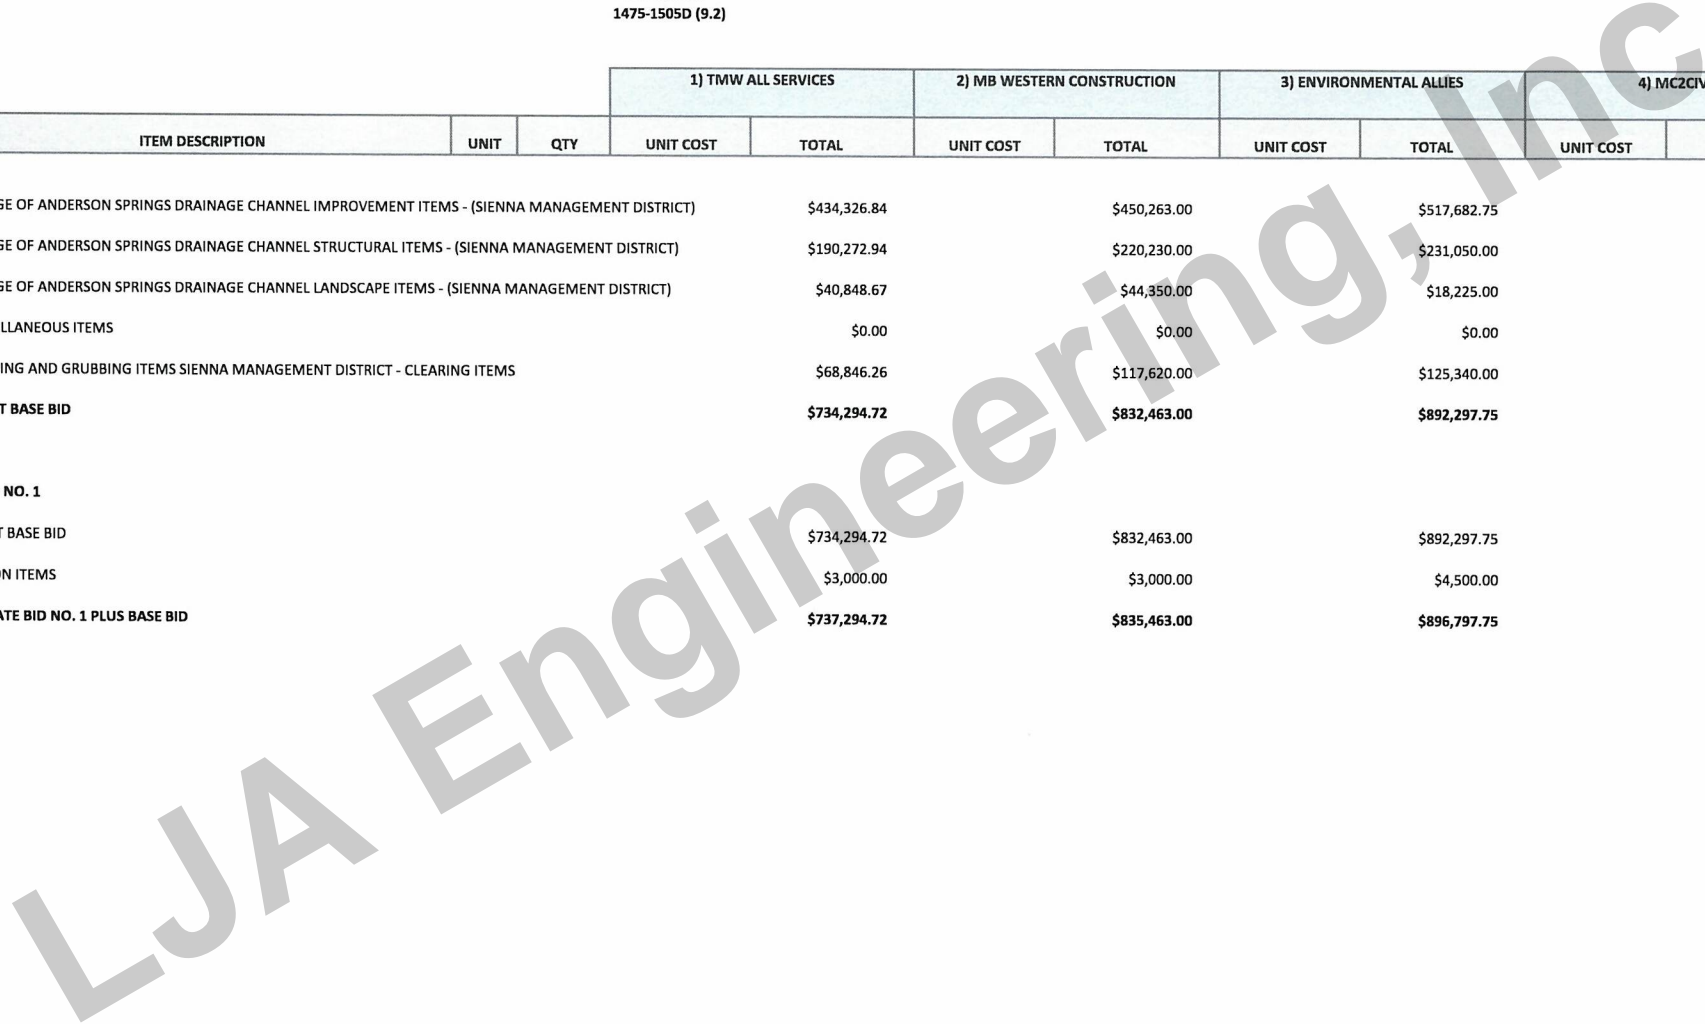 1475-1505D (9.2)
1) TMW ALL SERVICES 2) MB WESTERN CONSTRUCTION 3) ENVIRONMENTAL ALLIES 4) MC2CIV
ITEM DESCRIPTION UNIT QTY UNIT COST TOTAL UNIT COST TOTAL UNIT COST TOTAL UNIT COST
GE OF ANDERSON SPRINGS DRAINAGE CHANNEL IMPROVEMENT ITEMS - (SIENNA MANAGEMENT DISTRICT) $434,326.84 $450,263.00 $517,682.75
GE OF ANDERSON SPRINGS DRAINAGE CHANNEL STRUCTURAL ITEMS - (SIENNA MANAGEMENT DISTRICT) $190,272.94 $220,230.00 $231,050.00
GE OF ANDERSON SPRINGS DRAINAGE CHANNEL LANDSCAPE ITEMS - (SIENNA MANAGEMENT DISTRICT) $40,848.67 $44,350.00 $18,225.00
LLANEOUS ITEMS $0.00 $0.00 $0.00
ING AND GRUBBING ITEMS SIENNA MANAGEMENT DISTRICT - CLEARING ITEMS $68,846.26 $117,620.00 $125,340.00
T BASE BID $734,294.72 $832,463.00 $892,297.75
NO. 1
T BASE BID $734,294.72 $832,463.00 $892,297.75
ON ITEMS $3,000.00 $3,000.00 $4,500.00
ATE BID NO. 1 PLUS BASE BID $737,294.72 $835,463.00 $896,797.75
LJA Engineering, Inc